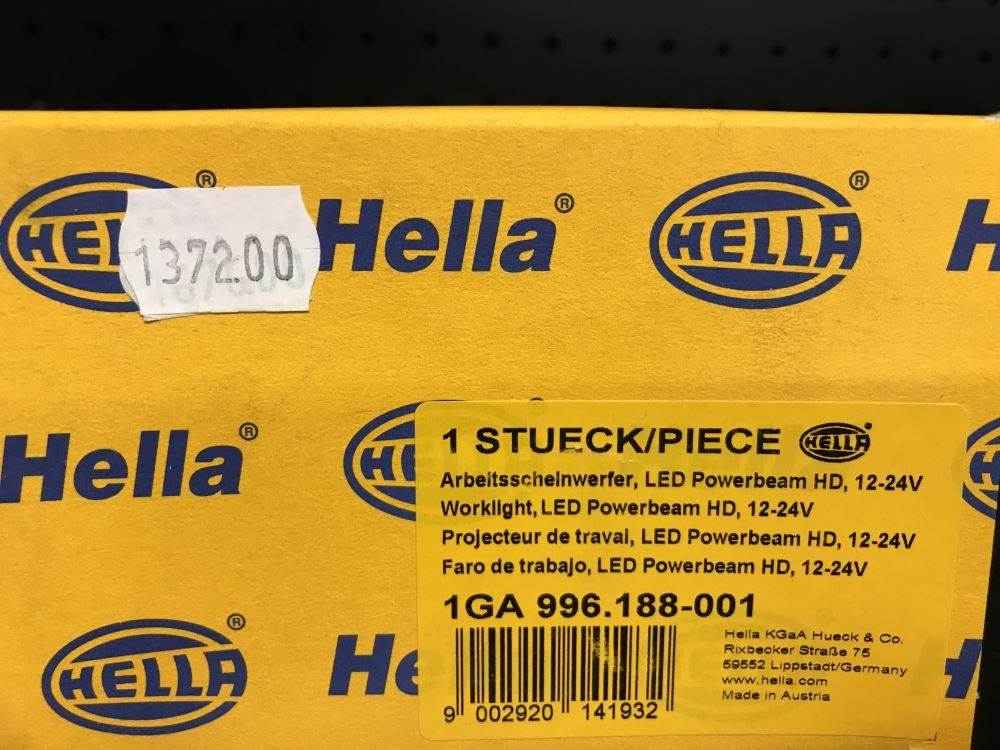 HELLA® Hella® HELLA® H
1372.00
Hella® HE
1 STUECK/PIECE HELLA
Arbeitsscheinwerfer, LED Powerbeam HD, 12-24V
Worklight, LED Powerbeam HD, 12-24V
Projecteur de traval, LED Powerbeam HD, 12-24V
Faro de trabajo, LED Powerbeam HD, 12-24V
1GA 996.188-001
Hella KGaA Hueck & Co.
Rixbecker Straße 75
59552 Lippstadt/Germany
www.hella.com
Made in Austria
9 002920 141932
HELLA® He